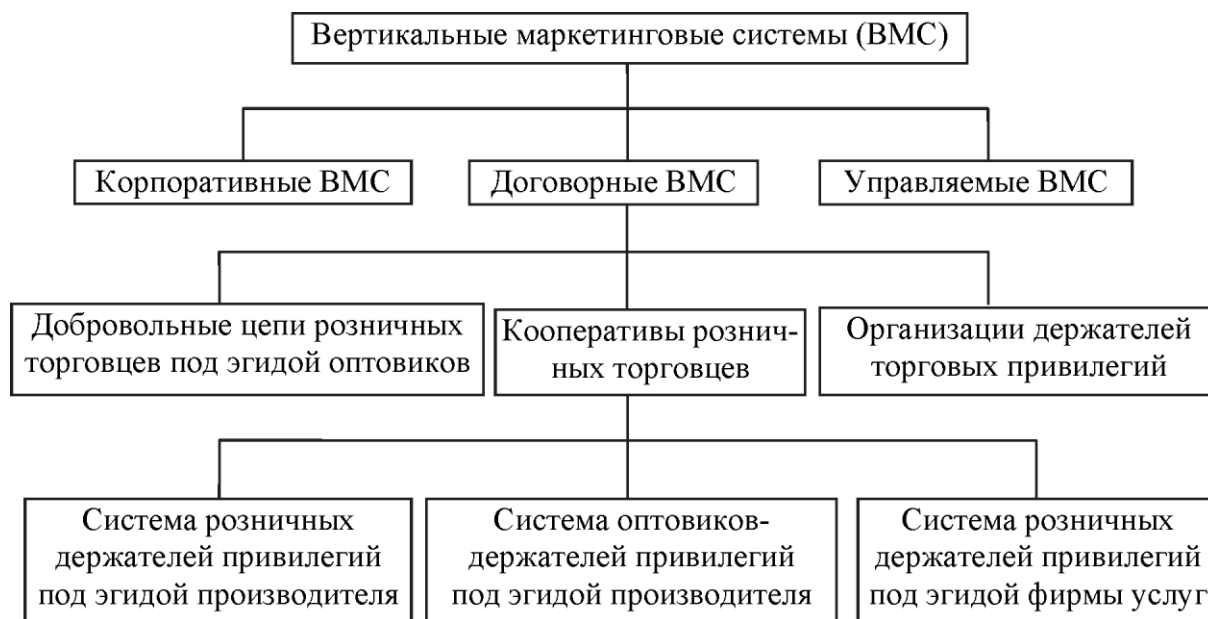 Вертикальные маркетинговые системы (ВМС)
Корпоративные ВМС
Договорные ВМС
Управляемые ВМС
Добровольные цепи розничных
торговцев под эгидой оптовиков
Кооперативы рознич-
ных торговцев
Организации держателей
торговых привилегий
Система розничных
держателей привилегий
под эгидой производителя
Система оптовиков-
держателей привилегий
под эгидой производителя
Система розничных
держателей привилегий
под эгидой фирмы услуг